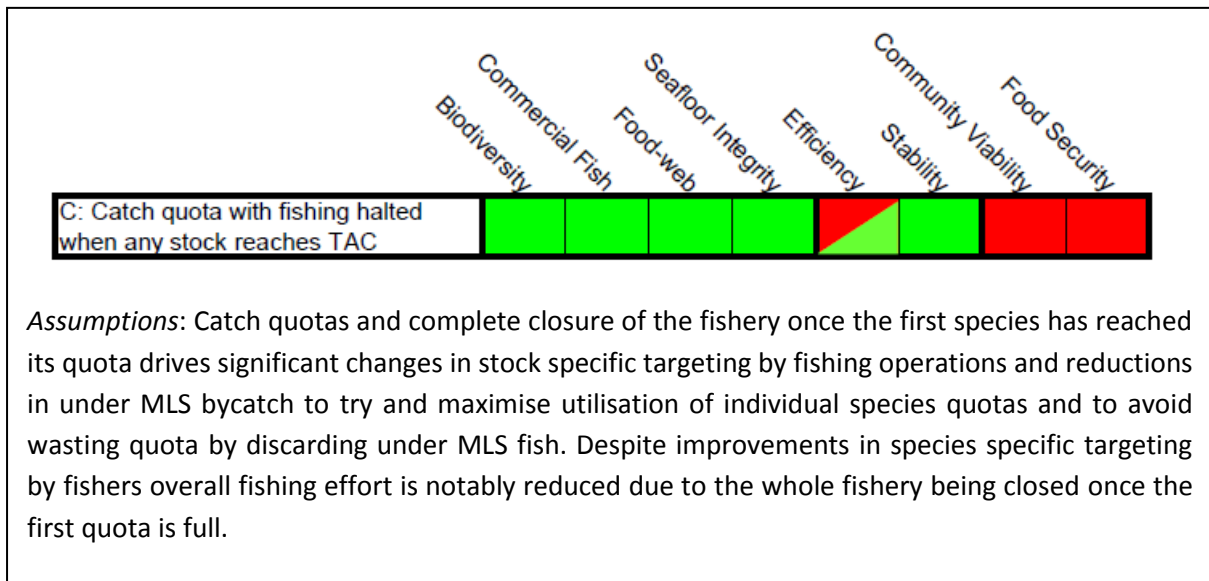 Biodiversity
Commercial Fish
Food-web
Seafloor Integrity
Efficiency
Stability
Community Viability
Food Security
C: Catch quota with fishing halted
when any stock reaches TAC
Assumptions: Catch quotas and complete closure of the fishery once the first species has reached
its quota drives significant changes in stock specific targeting by fishing operations and reductions
in under MLS bycatch to try and maximise utilisation of individual species quotas and to avoid
wasting quota by discarding under MLS fish. Despite improvements in species specific targeting
by fishers overall fishing effort is notably reduced due to the whole fishery being closed once the
first quota is full.